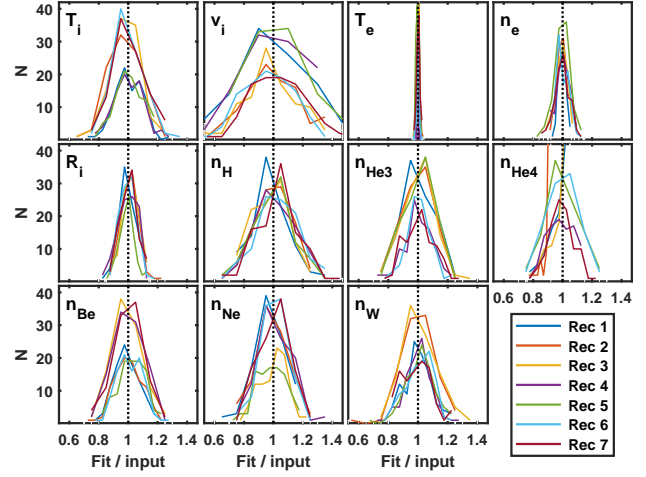 T_i v_i T_e n_e
40
30
N 20
10
R_i n_H n_He3 n_He4
40
30
N 20
10
0
n_Be n_Ne n_W
40
30
N 20
10
0
Rec 1
Rec 2
Rec 3
Rec 4
Rec 5
Rec 6
Rec 7
0.6 0.8 1 1.2 1.4 0.6 0.8 1 1.2 1.4 0.6 0.8 1 1.2 1.4 0.6 0.8 1 1.2 1.4
Fit / input Fit / input Fit / input